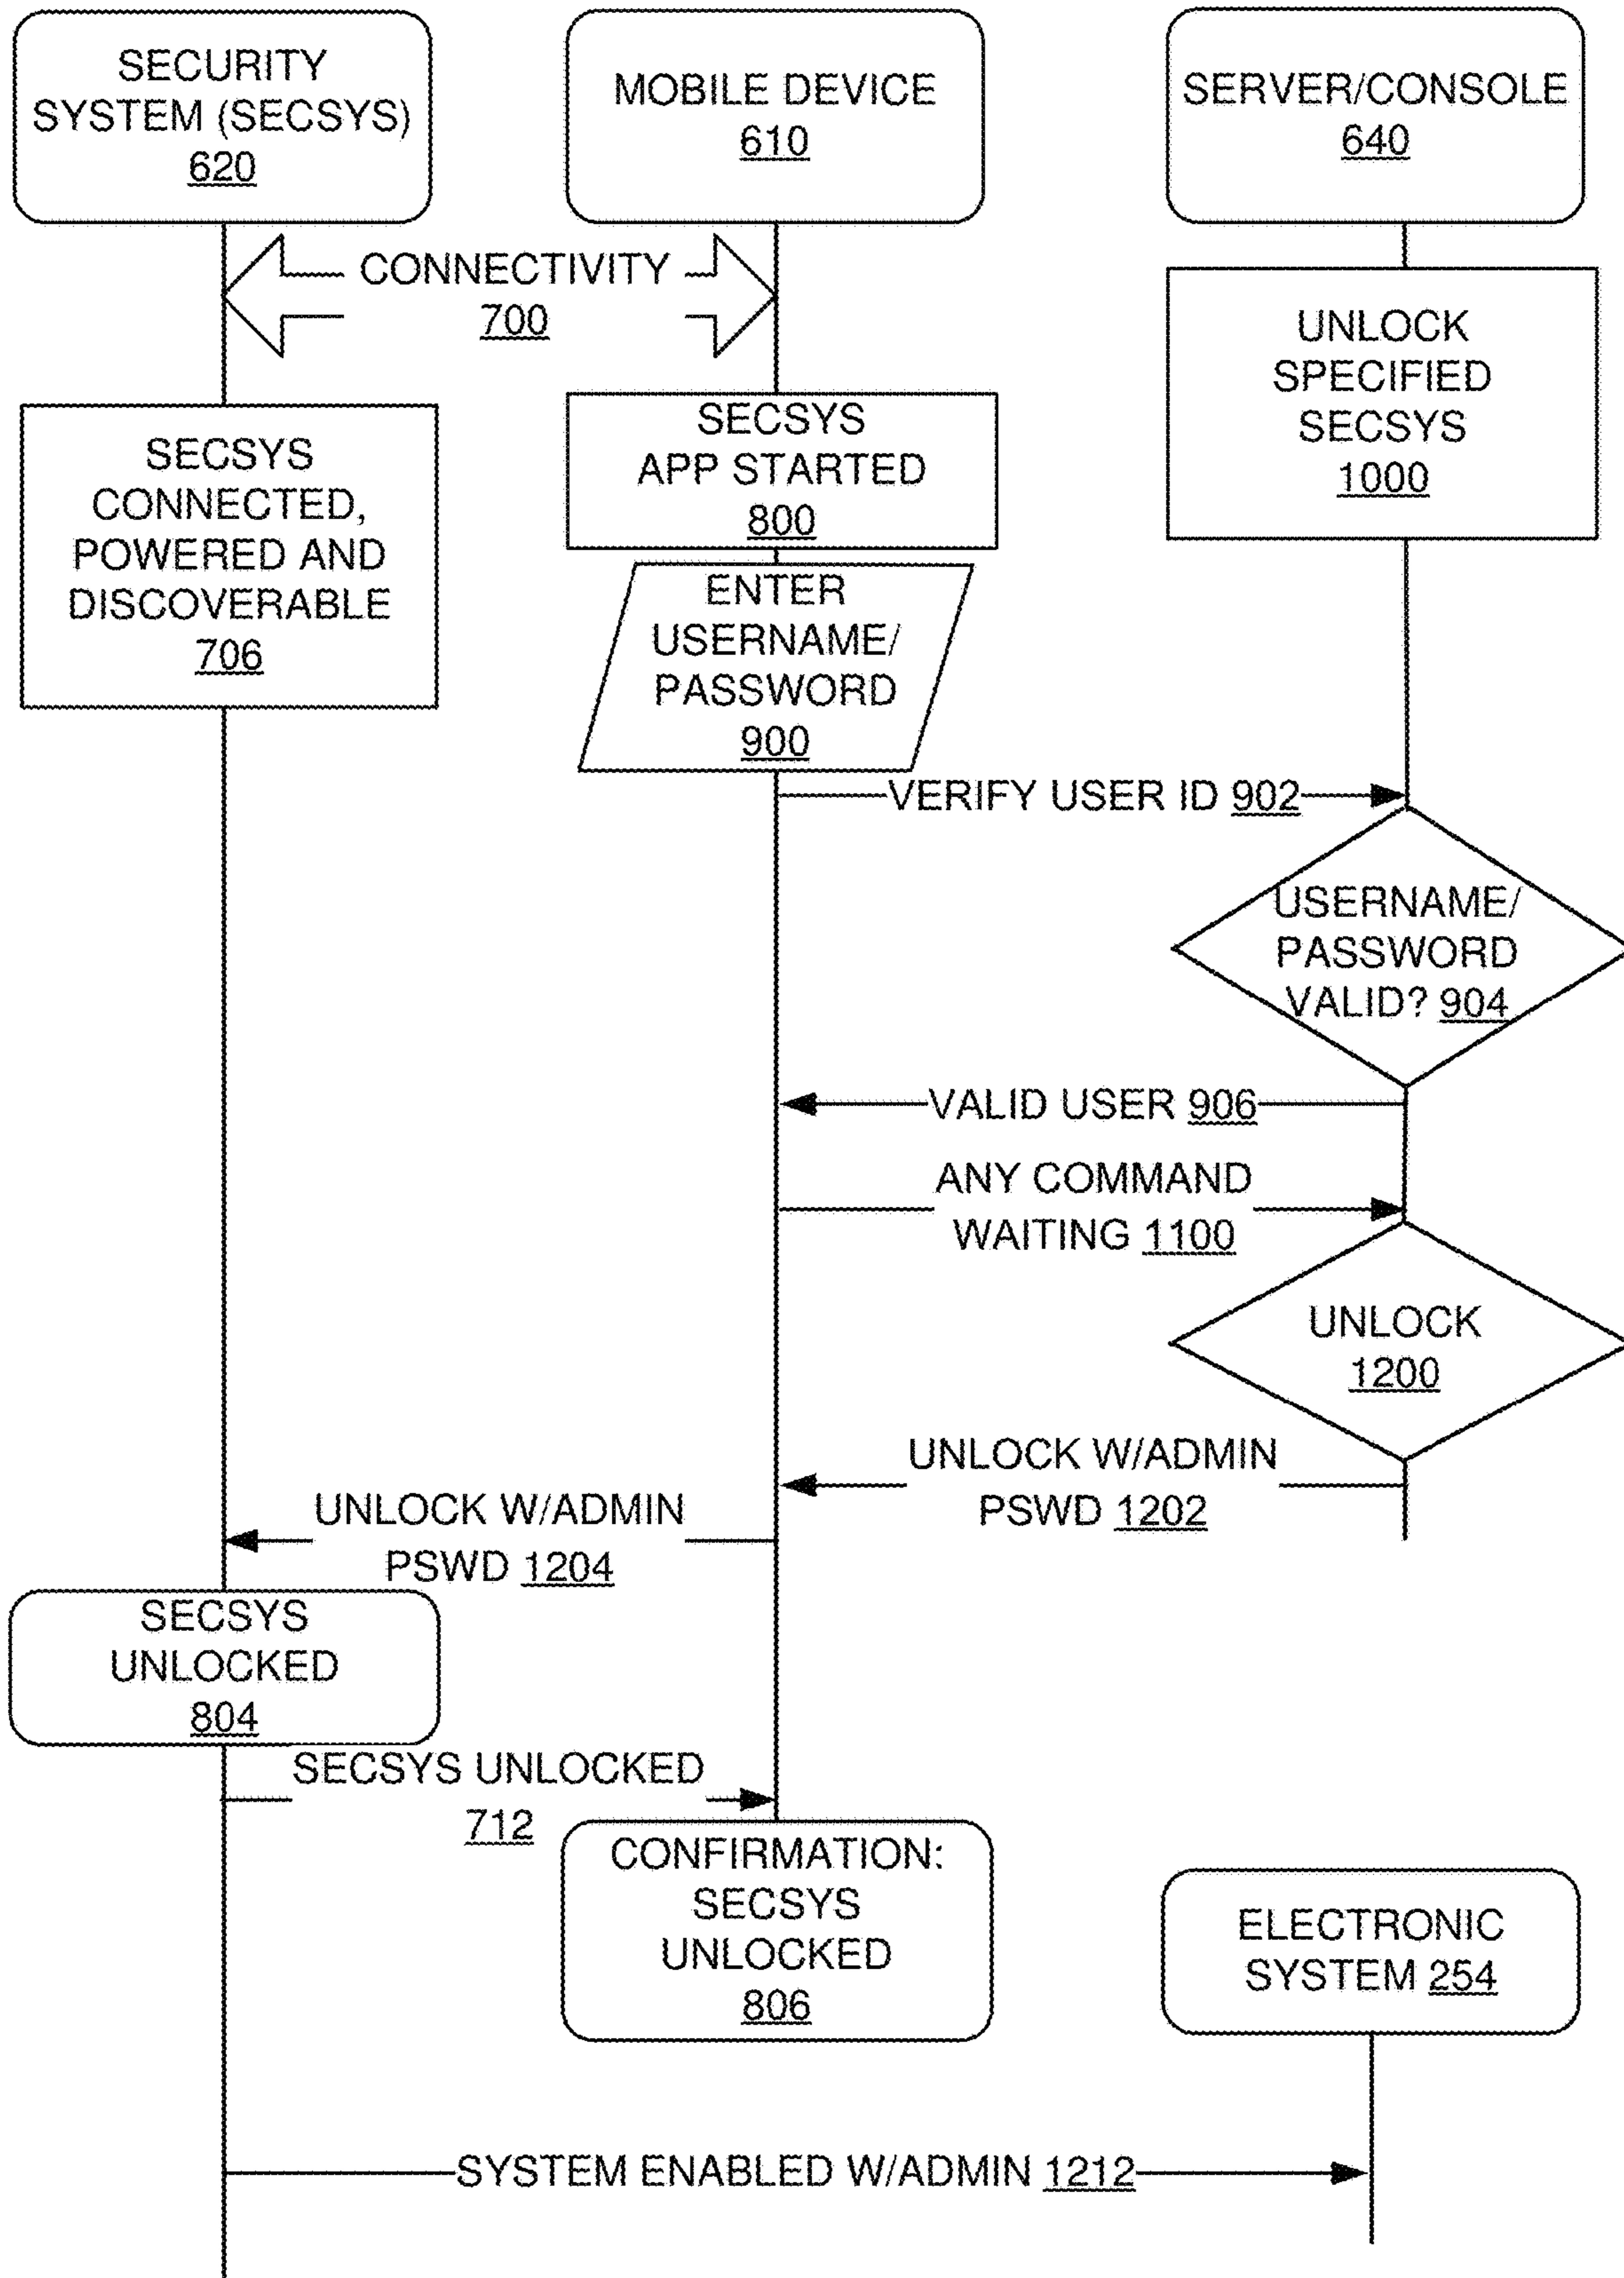 SECURITY
SYSTEM (SECSYS)
620
MOBILE DEVICE
610
SERVER/CONSOLE
640
CONNECTIVITY
700
UNLOCK
SPECIFIED
SECSYS
1000
SECSYS
CONNECTED,
POWERED AND
DISCOVERABLE
706
SECSYS
APP STARTED
800
ENTER
USERNAME/
PASSWORD
900
VERIFY USER ID 902
USERNAME/
PASSWORD
VALID? 904
VALID USER 906
ANY COMMAND
WAITING 1100
UNLOCK
1200
UNLOCK W/ADMIN
PSWD 1202
UNLOCK W/ADMIN
PSWD 1204
SECSYS
UNLOCKED
804
SECSYS UNLOCKED
712
CONFIRMATION:
SECSYS
UNLOCKED
806
ELECTRONIC
SYSTEM 254
SYSTEM ENABLED W/ADMIN 1212